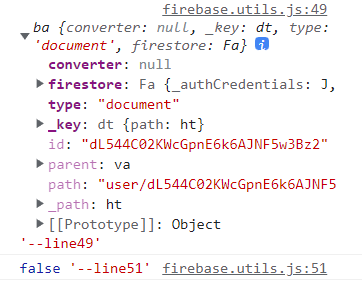 firebase.utils.js:49
ba {converter: null, _key: dt, type:
'document', firestore: Fa} i
converter: null
firestore: Fa {_authCredentials: J,
type: "document"
_key: dt {path: ht}
id: "dL544C02KWcGpnE6k6AJNF5w3Bz2"
parent: va
path: "user/dL544C02KWcGpnE6k6AJNF5
_path: ht
[[Prototype]]: Object
'--line49'
false '--line51' firebase.utils.js:51